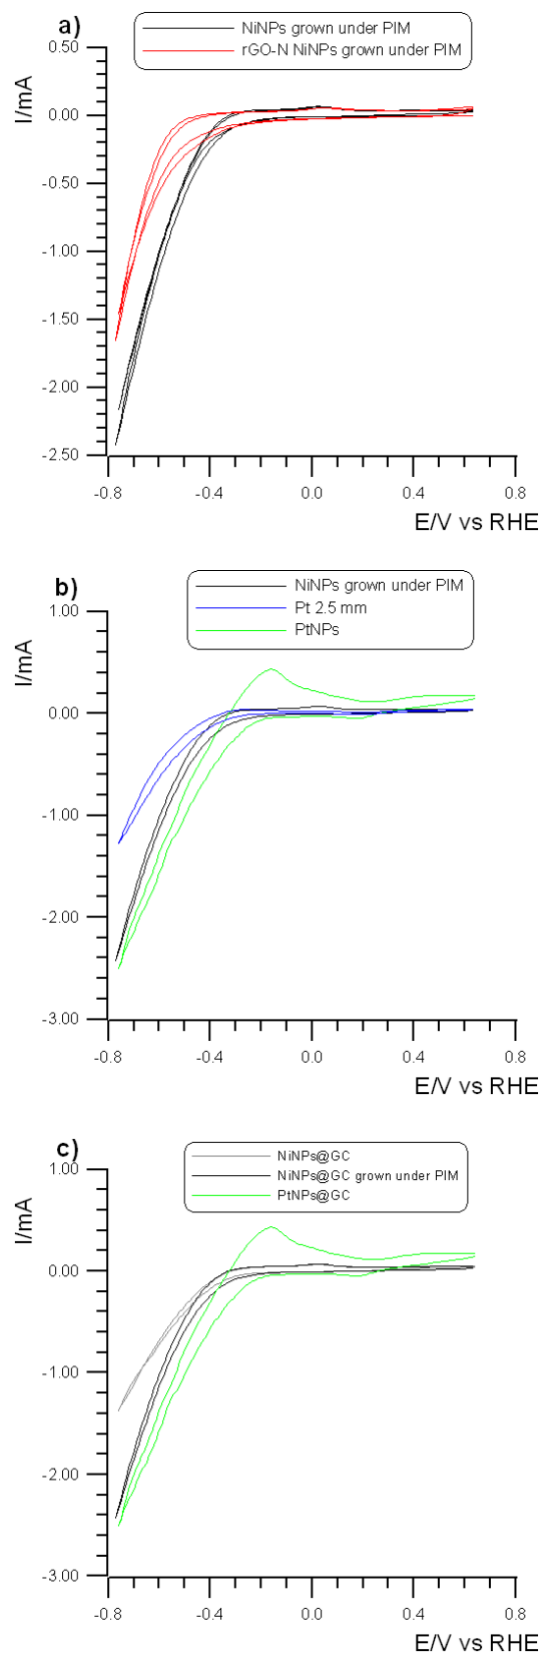 a)
NiNPs grown under PIM
rGO-N NiNPs grown under PIM
I/mA
0.50
0.00
-0.50
-1.00
-1.50
-2.00
-2.50
-0.8 -0.4 0.0 0.4 0.8
E/V vs RHE
b)
NiNPs grown under PIM
Pt 2.5 mm
PtNPs
I/mA
1.00
0.00
-1.00
-2.00
-3.00
-0.8 -0.4 0.0 0.4 0.8
E/V vs RHE
c)
NiNPs@GC
NiNPs@GC grown under PIM
PtNPs@GC
I/mA
1.00
0.00
-1.00
-2.00
-3.00
-0.8 -0.4 0.0 0.4 0.8
E/V vs RHE